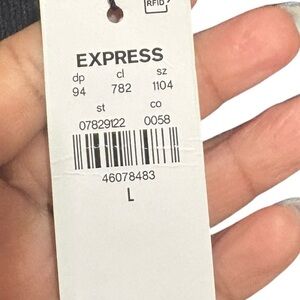 RFID
EXPRESS
dp cl sz
94 782 1104
st co
07829122 0058
46078483
L